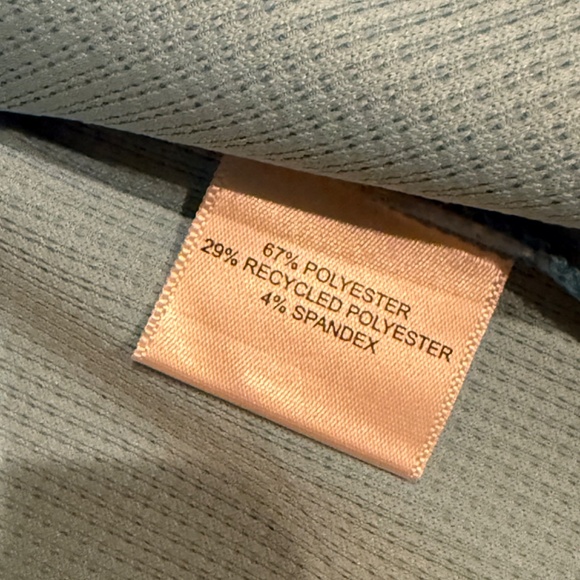 67% POLYESTER
29% RECYCLED POLYESTER
4% SPANDEX